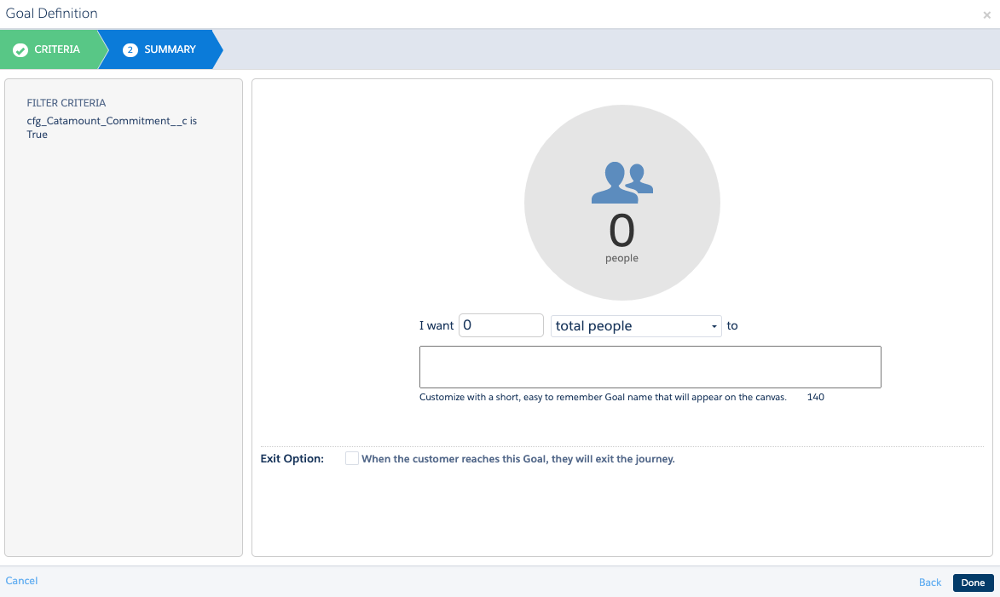 Goal Definition
×
CRITERIA
2 SUMMARY
FILTER CRITERIA
cfg_Catamount_Commitment__c is
True
0
people
I want 0 total people to
Customize with a short, easy to remember Goal name that will appear on the canvas. 140
Exit Option: When the customer reaches this Goal, they will exit the journey.
Cancel
Back Done